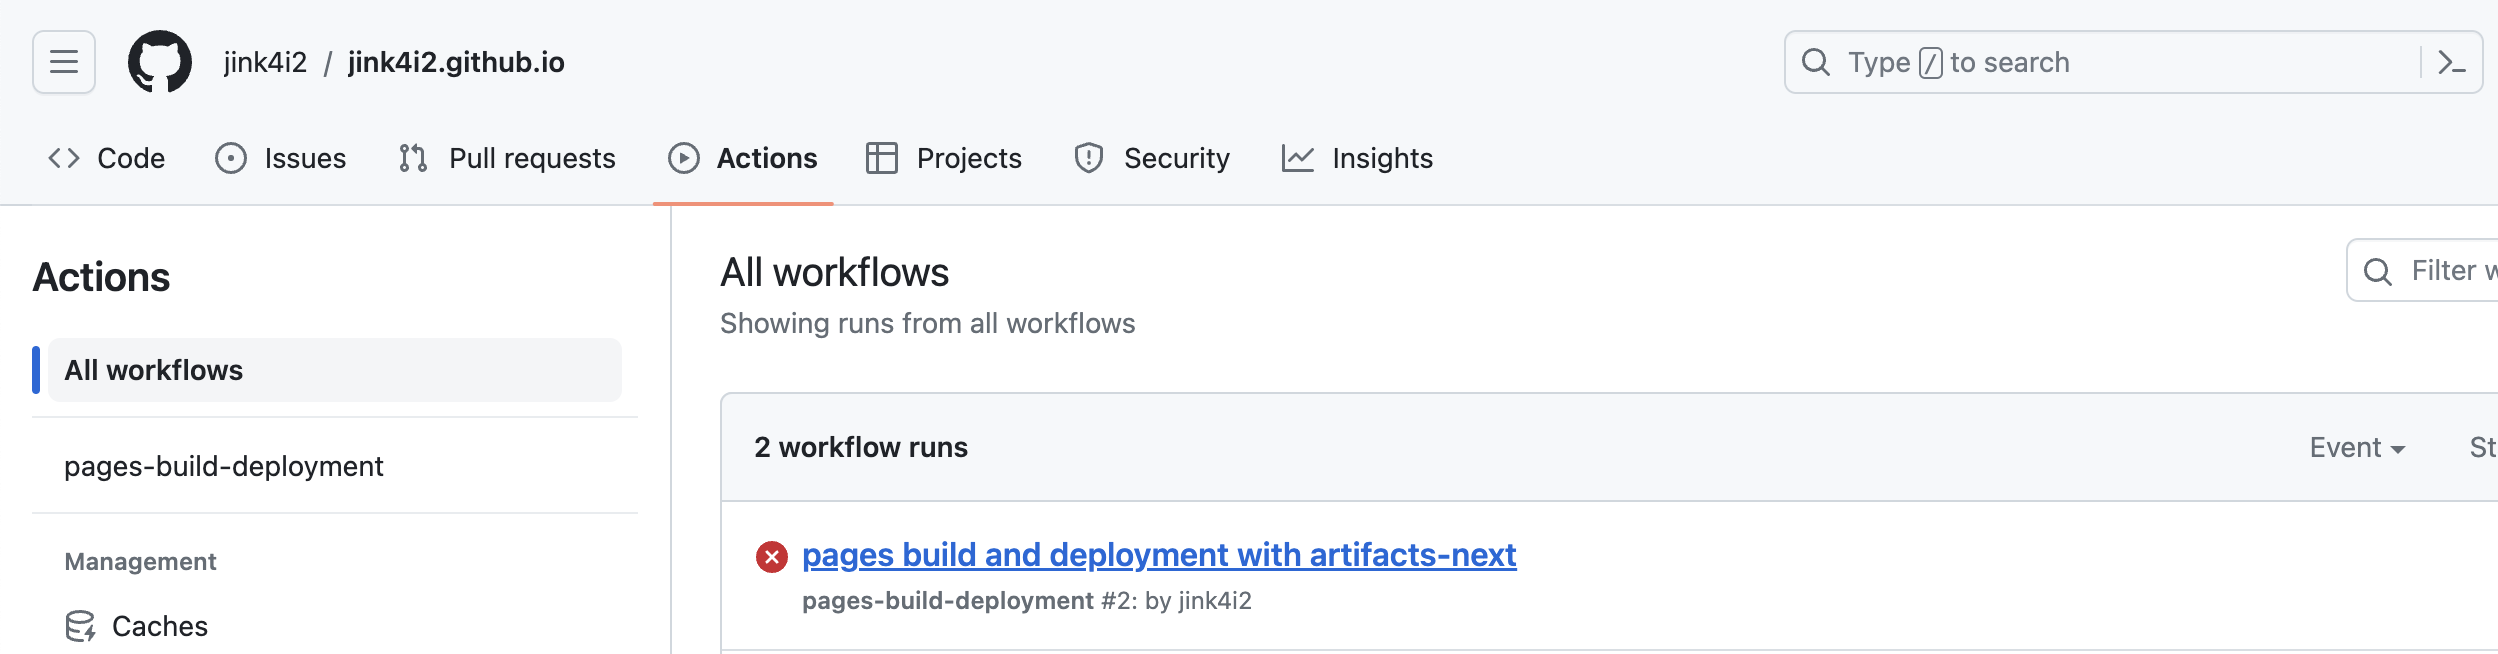 jink4i2 / jink4i2.github.io
Type / to search
Code
Issues
Pull requests
Actions
Projects
Security
Insights
Actions
All workflows
pages-build-deployment
Management
Caches
All workflows
Showing runs from all workflows
Filter
2 workflow runs
Event
pages build and deployment with artifacts-next
pages-build-deployment #2: by jink4i2